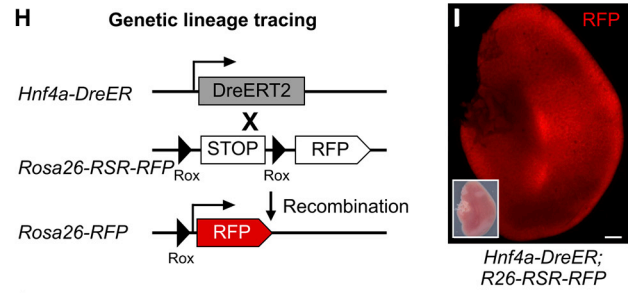 H
Genetic lineage tracing
Hnf4a-DreER
DreERT2
X
Rosa26-RSR-RFP
Rox
STOP
Rox
RFP
Recombination
Rosa26-RFP
Rox
RFP
I
RFP
Hnf4a-DreER;
R26-RSR-RFP